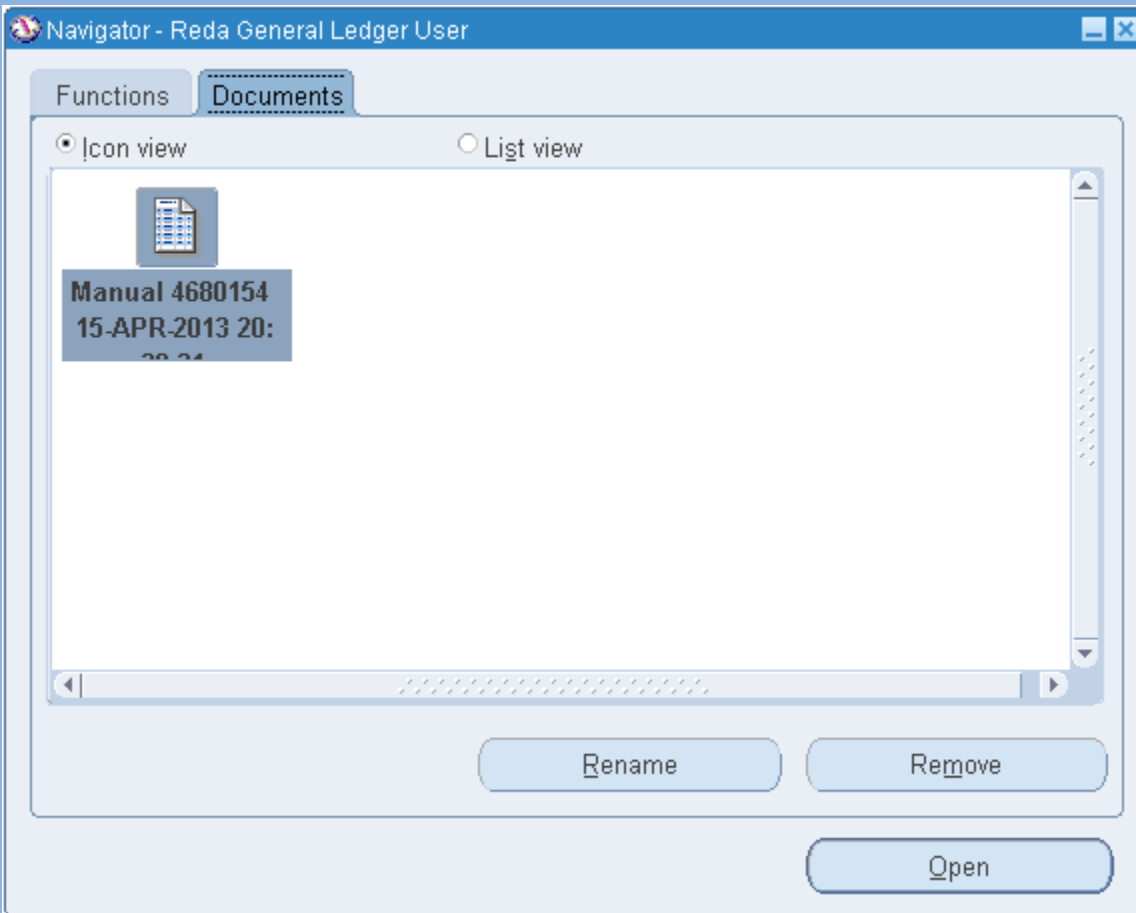 Navigator - Reda General Ledger User
Functions Documents
Icon view List view
Manual 4680154
15-APR-2013 20:
Rename Remove
Open